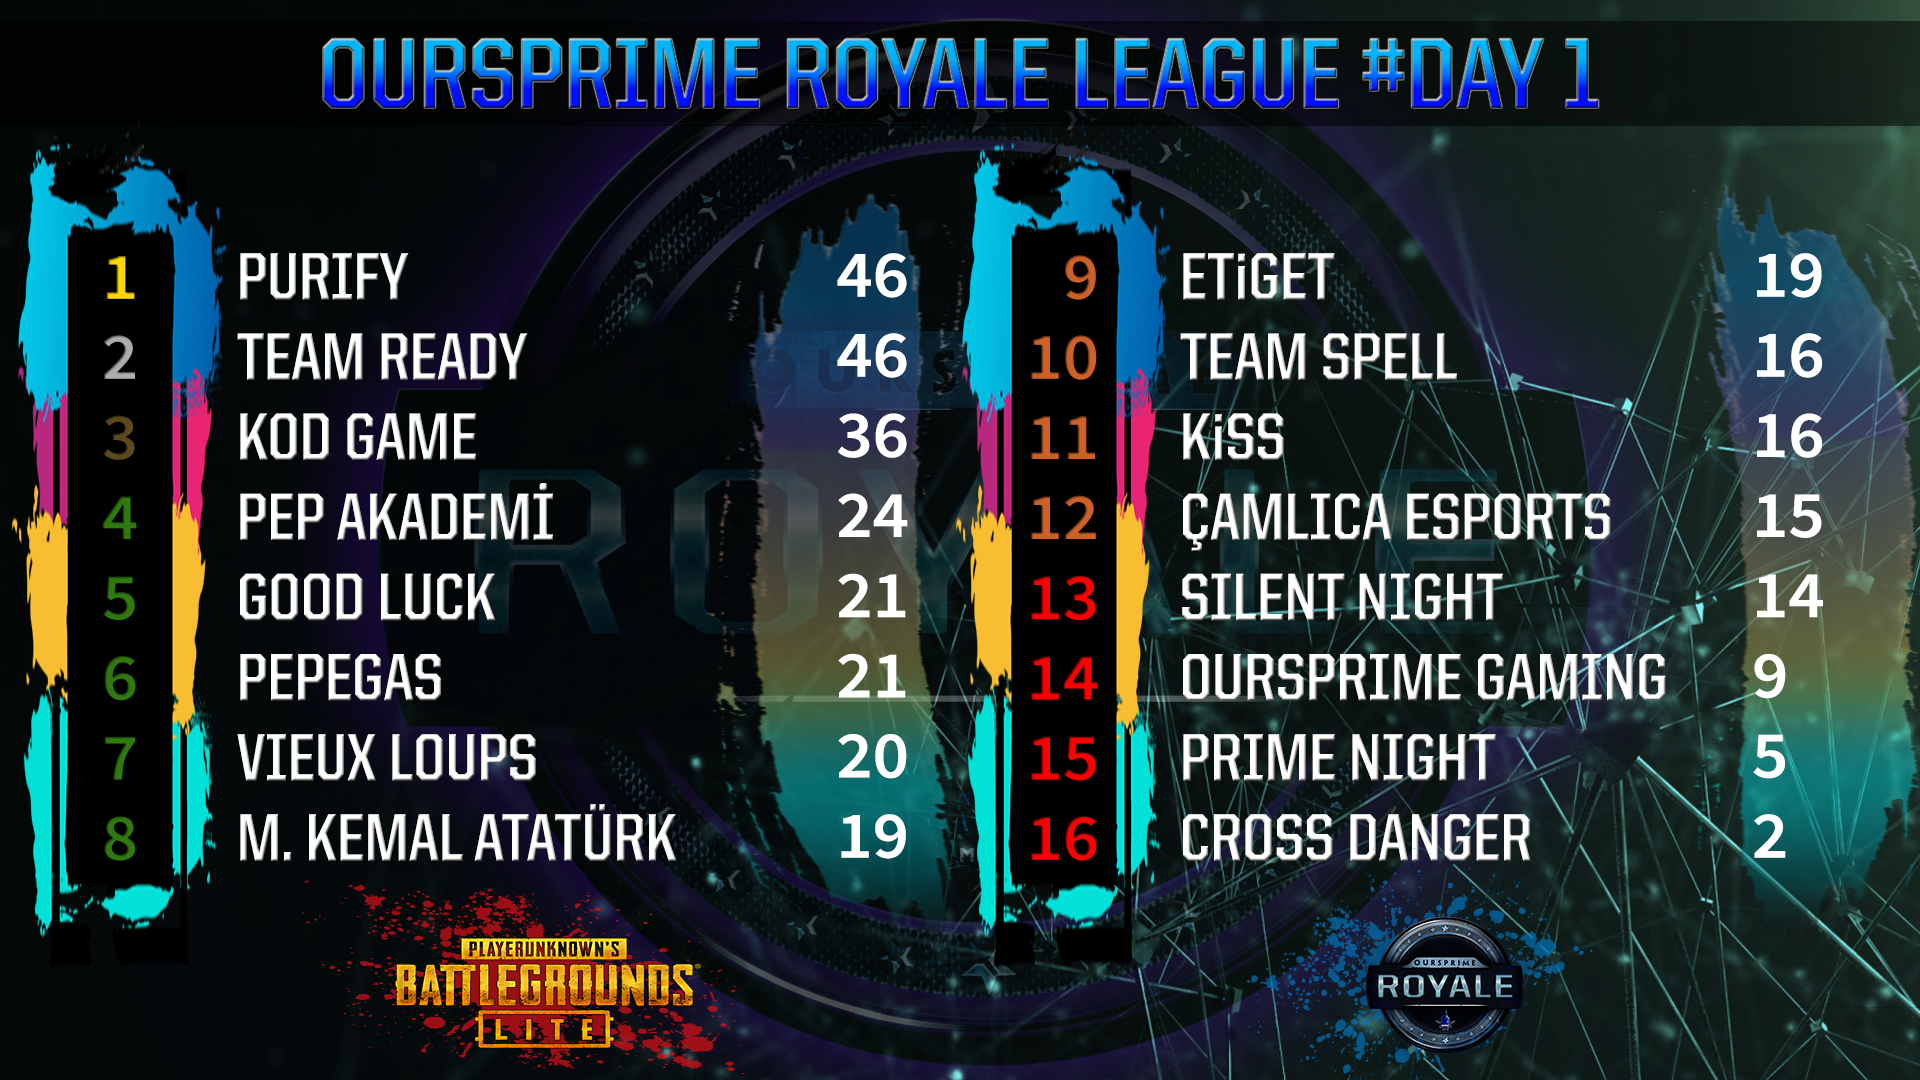 OURSPRIME ROYALE LEAGUE #DAY 1
1 PURIFY 46
2 TEAM READY 46
3 KOD GAME 36
4 PEP AKADEMİ 24
5 GOOD LUCK 21
6 PEPEGAS 21
7 VIEUX LOUPS 20
8 M. KEMAL ATATÜRK 19
9 ETiGET 19
10 TEAM SPELL 16
11 KiSS 16
12 ÇAMLICA ESPORTS 15
13 SILENT NIGHT 14
14 OURSPRIME GAMING 9
15 PRIME NIGHT 5
16 CROSS DANGER 2
PLAYERUNKNOWN'S
BATTLEGROUNDS
LITE
OURSPRIME
ROYALE
ROYALE